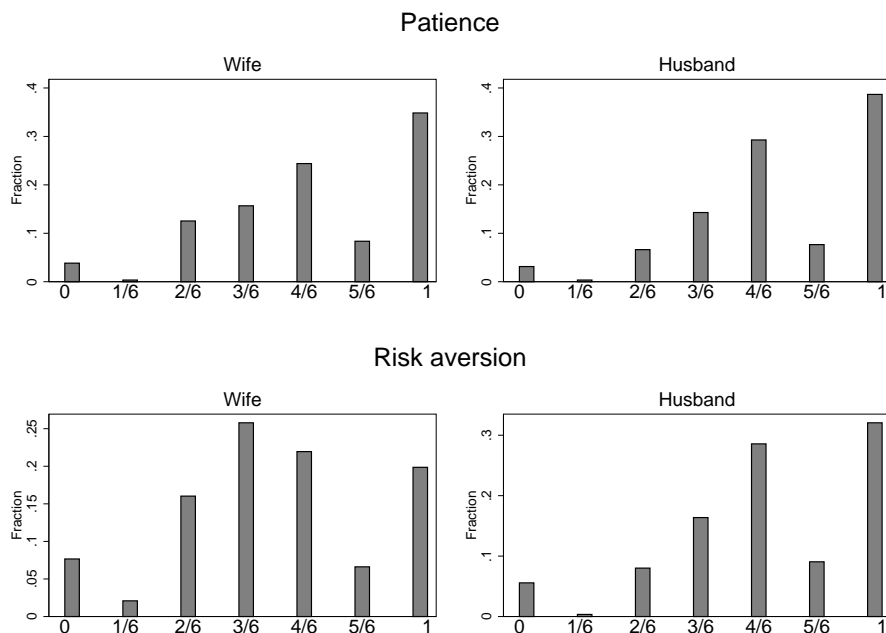 Patience
Wife
Husband
Fraction
0 .1 .2 .3 .4
0 1/6 2/6 3/6 4/6 5/6 1
Fraction
0 .1 .2 .3 .4
0 1/6 2/6 3/6 4/6 5/6 1
Risk aversion
Wife
Husband
Fraction
0 .05 .1 .15 .2 .25
0 1/6 2/6 3/6 4/6 5/6 1
Fraction
0 .1 .2 .3
0 1/6 2/6 3/6 4/6 5/6 1